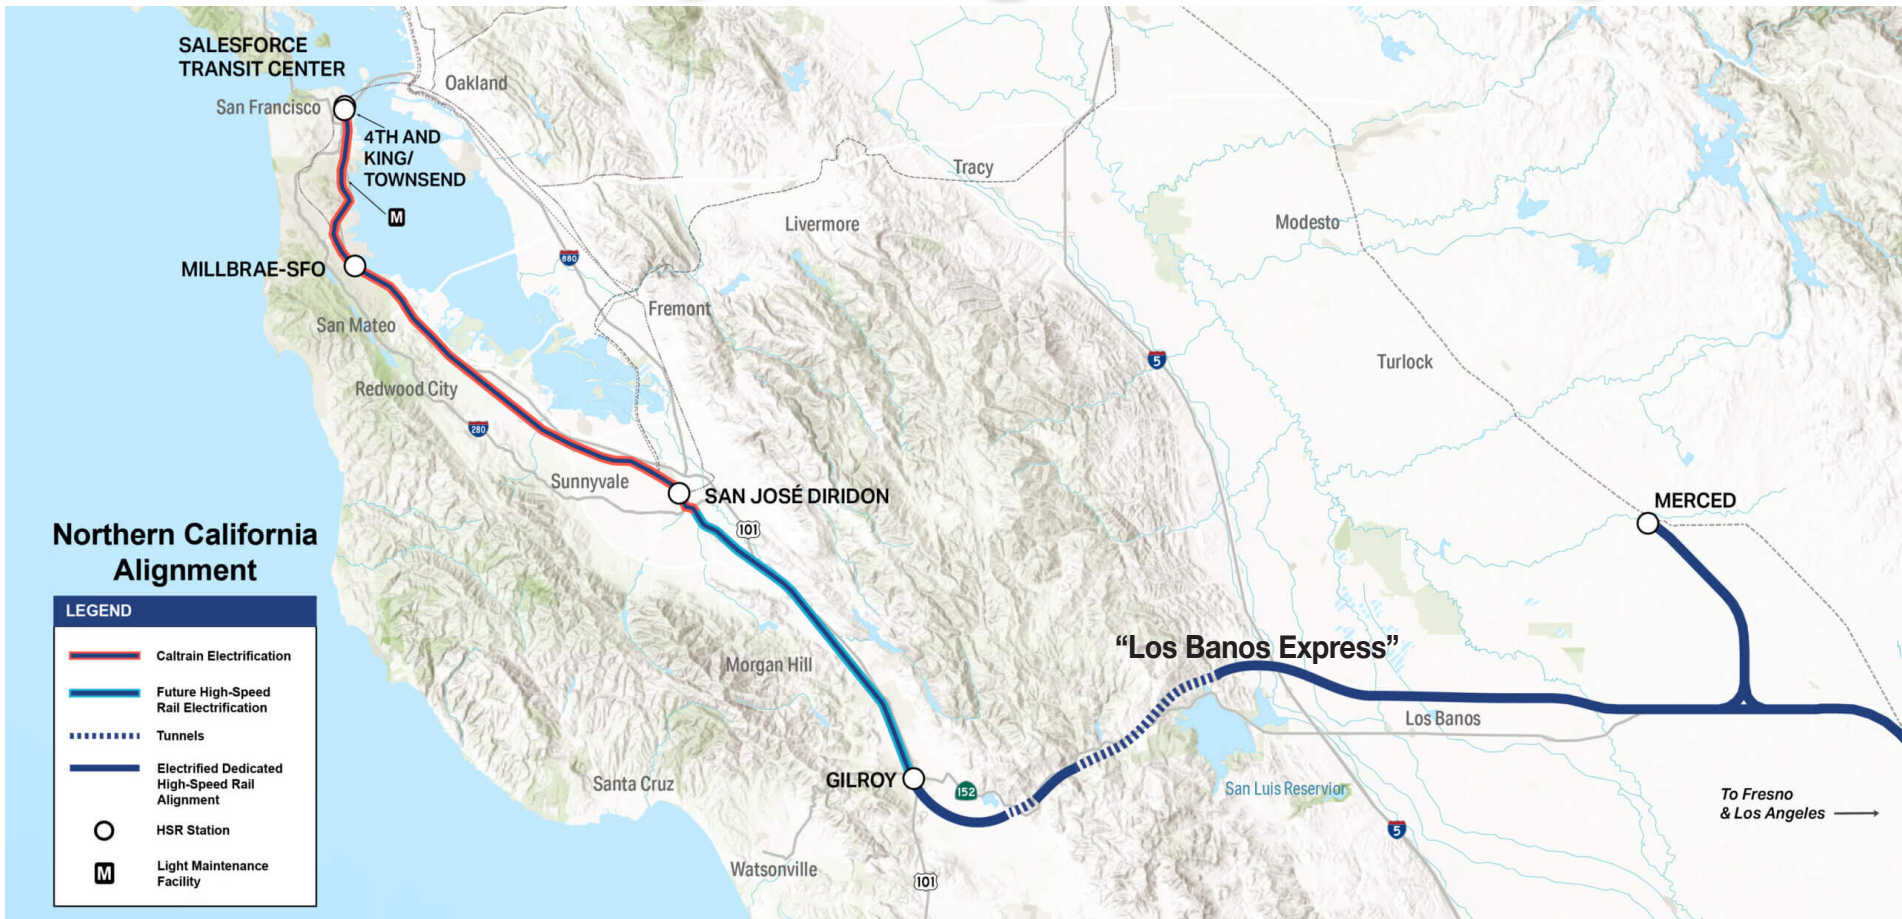 SALESFORCE
TRANSIT CENTER
San Francisco
Oakland
4TH AND
KING/
TOWNSEND
M
Tracy
Livermore
Modesto
MILLBRAE-SFO
880
San Mateo
Fremont
5
Turlock
Redwood City
280
Sunnyvale
SAN JOSÉ DIRIDON
101
MERCED
Northern California
Alignment
LEGEND
Caltrain Electrification
Future High-Speed
Rail Electrification
Tunnels
Electrified Dedicated
High-Speed Rail
Alignment
HSR Station
M
Light Maintenance
Facility
“Los Banos Express”
Morgan Hill
Los Banos
GILROY
152
Santa Cruz
San Luis Reservior
To Fresno
& Los Angeles
5
Watsonville
101